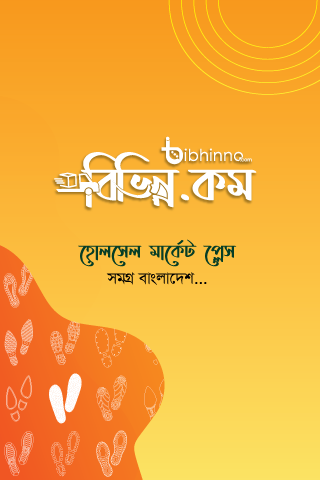 bibhinno.com
বিভিন্ন.কম
হোলসেল মার্কেট প্লেস
সমগ্র বাংলাদেশ...